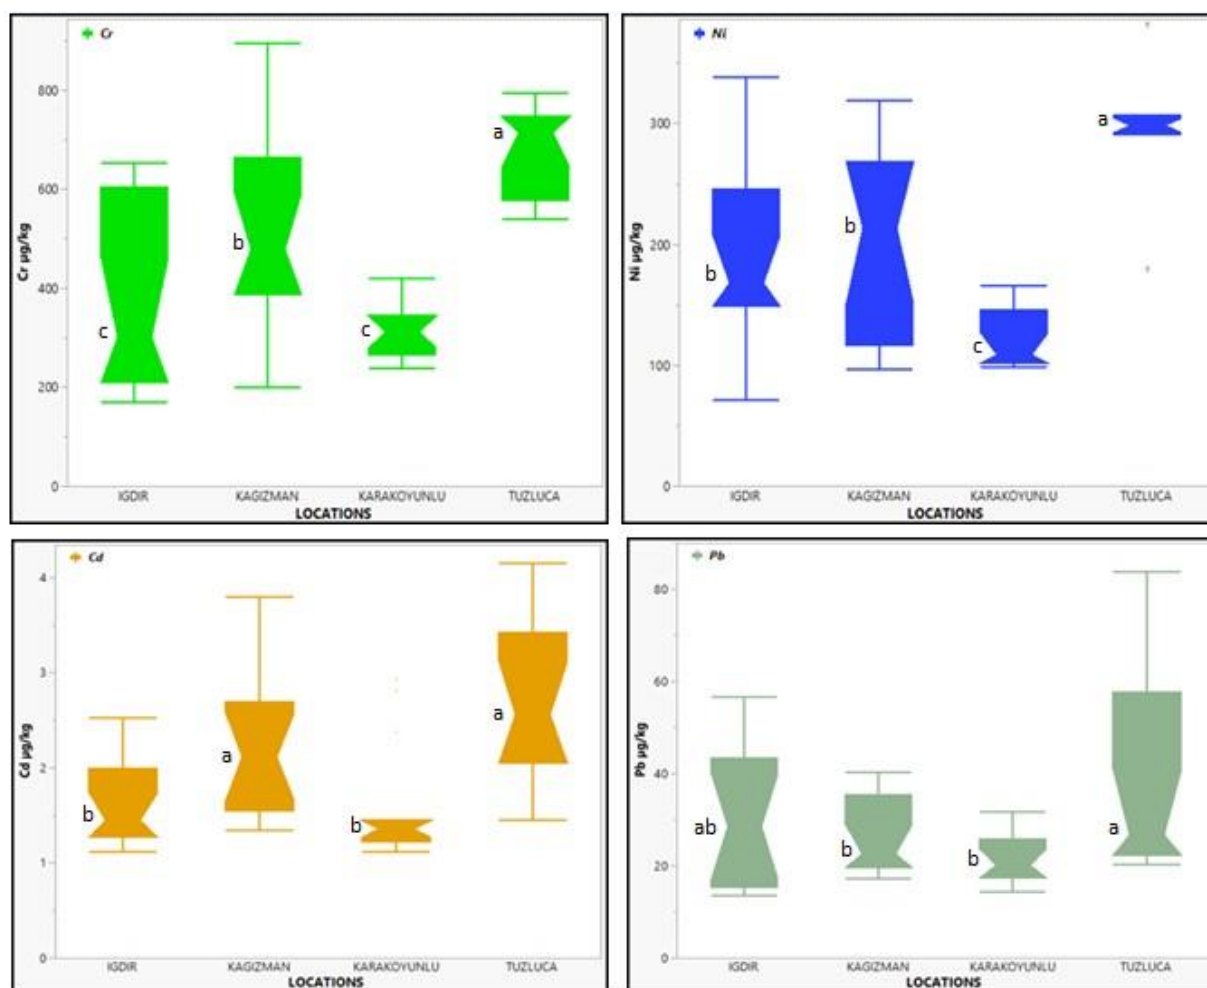 Cr
Cr µg/kg
800
600
400
200
0
a
b
c
c
IGDIR KAGIZMAN KARAKOYUNLU TUZLUCA
LOCATIONS
Ni
Ni µg/kg
300
200
100
0
a
b
b
c
IGDIR KAGIZMAN KARAKOYUNLU TUZLUCA
LOCATIONS
Cd
Cd µg/kg
4
3
2
1
0
a
a
b
b
IGDIR KAGIZMAN KARAKOYUNLU TUZLUCA
LOCATIONS
Pb
Pb µg/kg
80
60
40
20
0
ab
a
b
b
IGDIR KAGIZMAN KARAKOYUNLU TUZLUCA
LOCATIONS